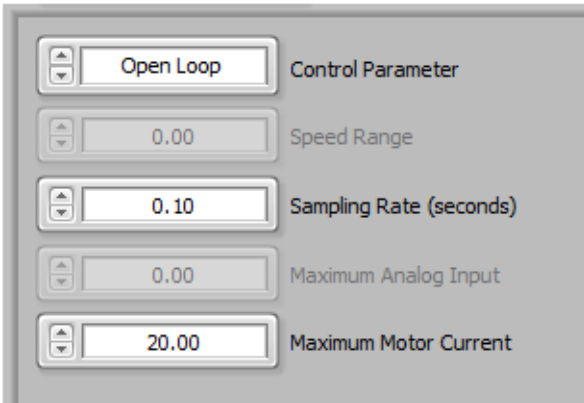 Open Loop Control Parameter
0.00 Speed Range
0.10 Sampling Rate (seconds)
0.00 Maximum Analog Input
20.00 Maximum Motor Current